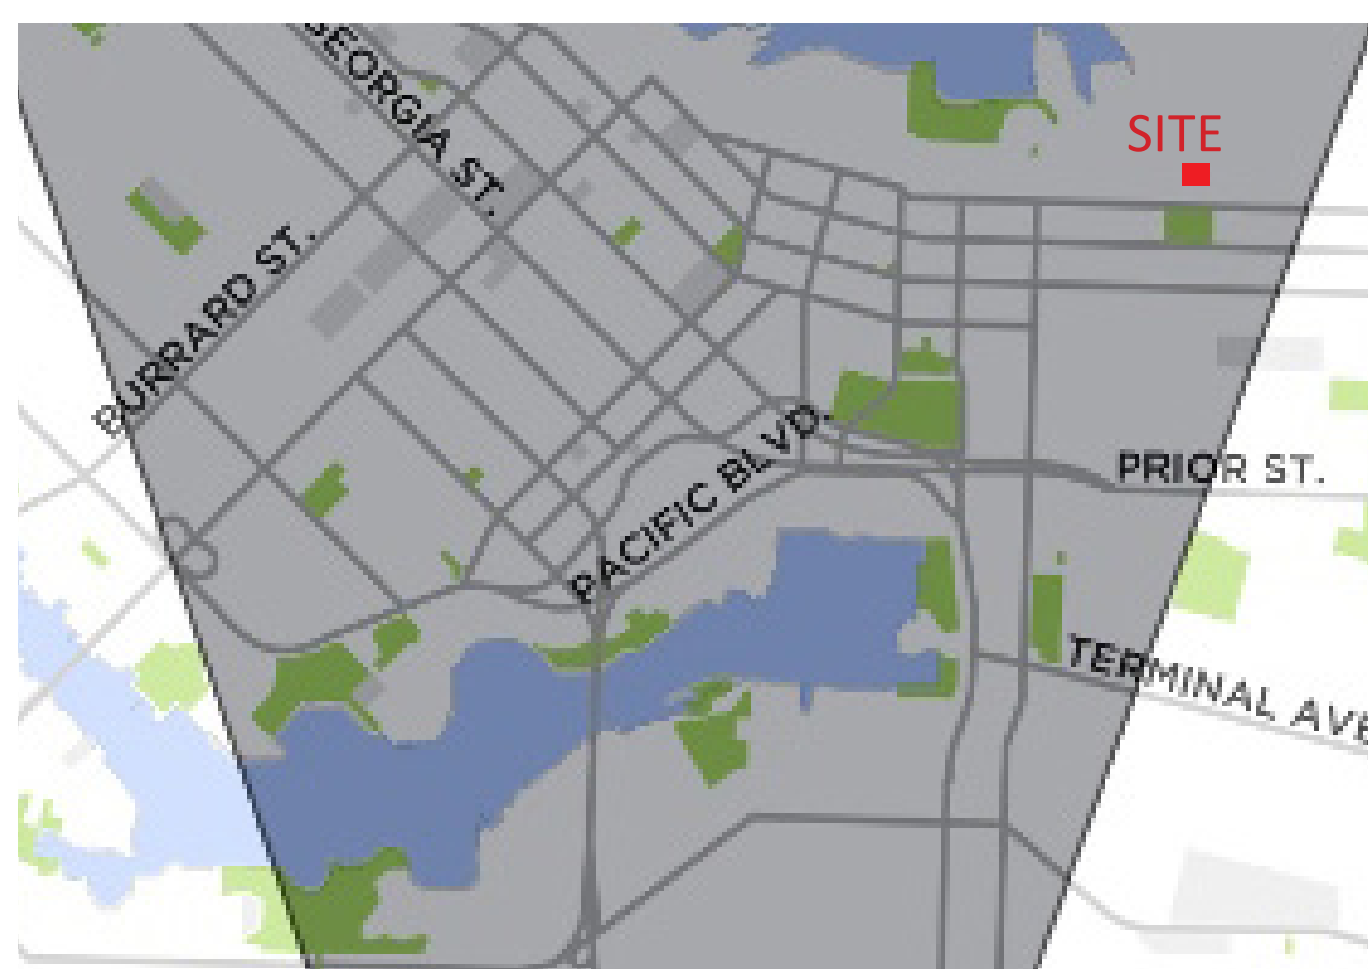 GEORGIA ST.
SITE
BURRARD ST.
PACIFIC BLVD.
PRIOR ST.
TERMINAL AVE